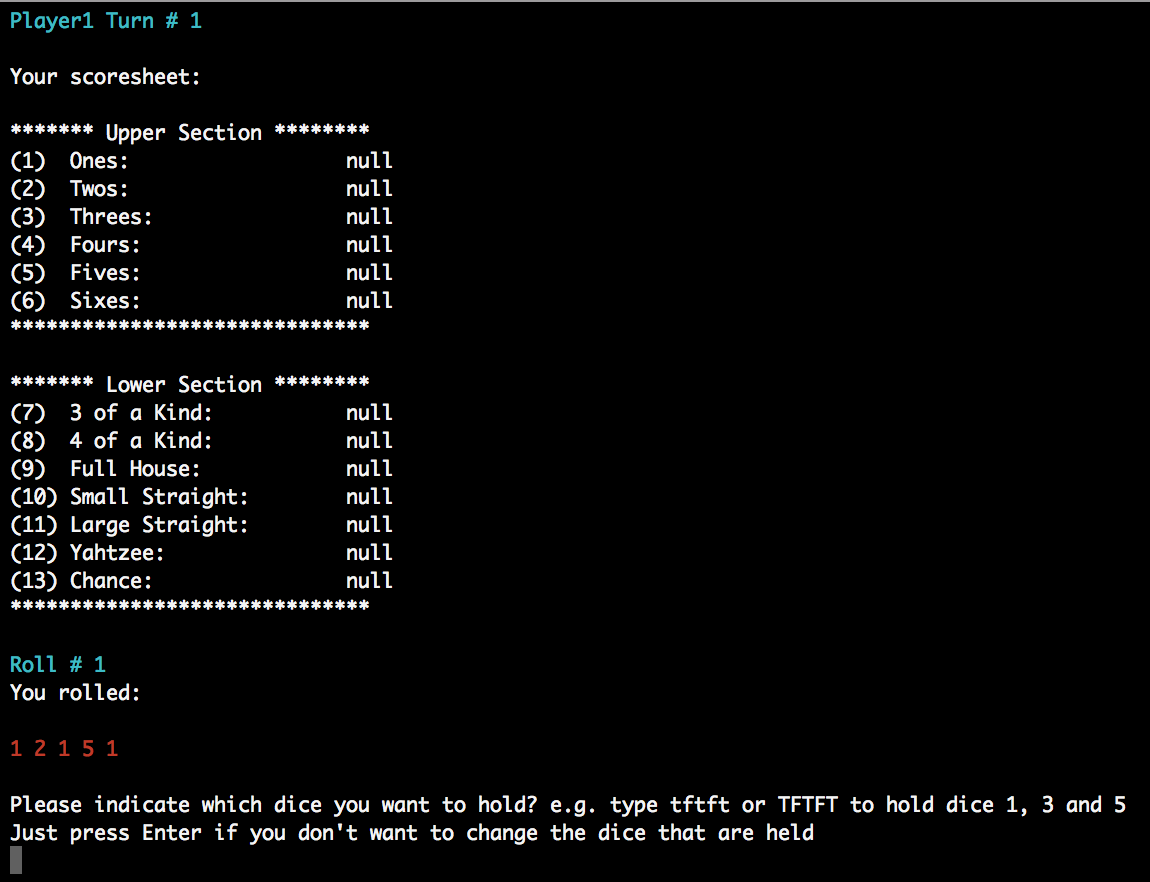 Player1 Turn # 1
Your scoresheet:
******* Upper Section ********
(1)  Ones:                  null
(2)  Twos:                  null
(3)  Threes:                null
(4)  Fours:                 null
(5)  Fives:                 null
(6)  Sixes:                 null
******************************
******* Lower Section ********
(7)  3 of a Kind:           null
(8)  4 of a Kind:           null
(9)  Full House:            null
(10) Small Straight:        null
(11) Large Straight:        null
(12) Yahtzee:               null
(13) Chance:                null
******************************
Roll # 1
You rolled:
1 2 1 5 1
Please indicate which dice you want to hold? e.g. type tftft or TFTFT to hold dice 1, 3 and 5
Just press Enter if you don't want to change the dice that are held